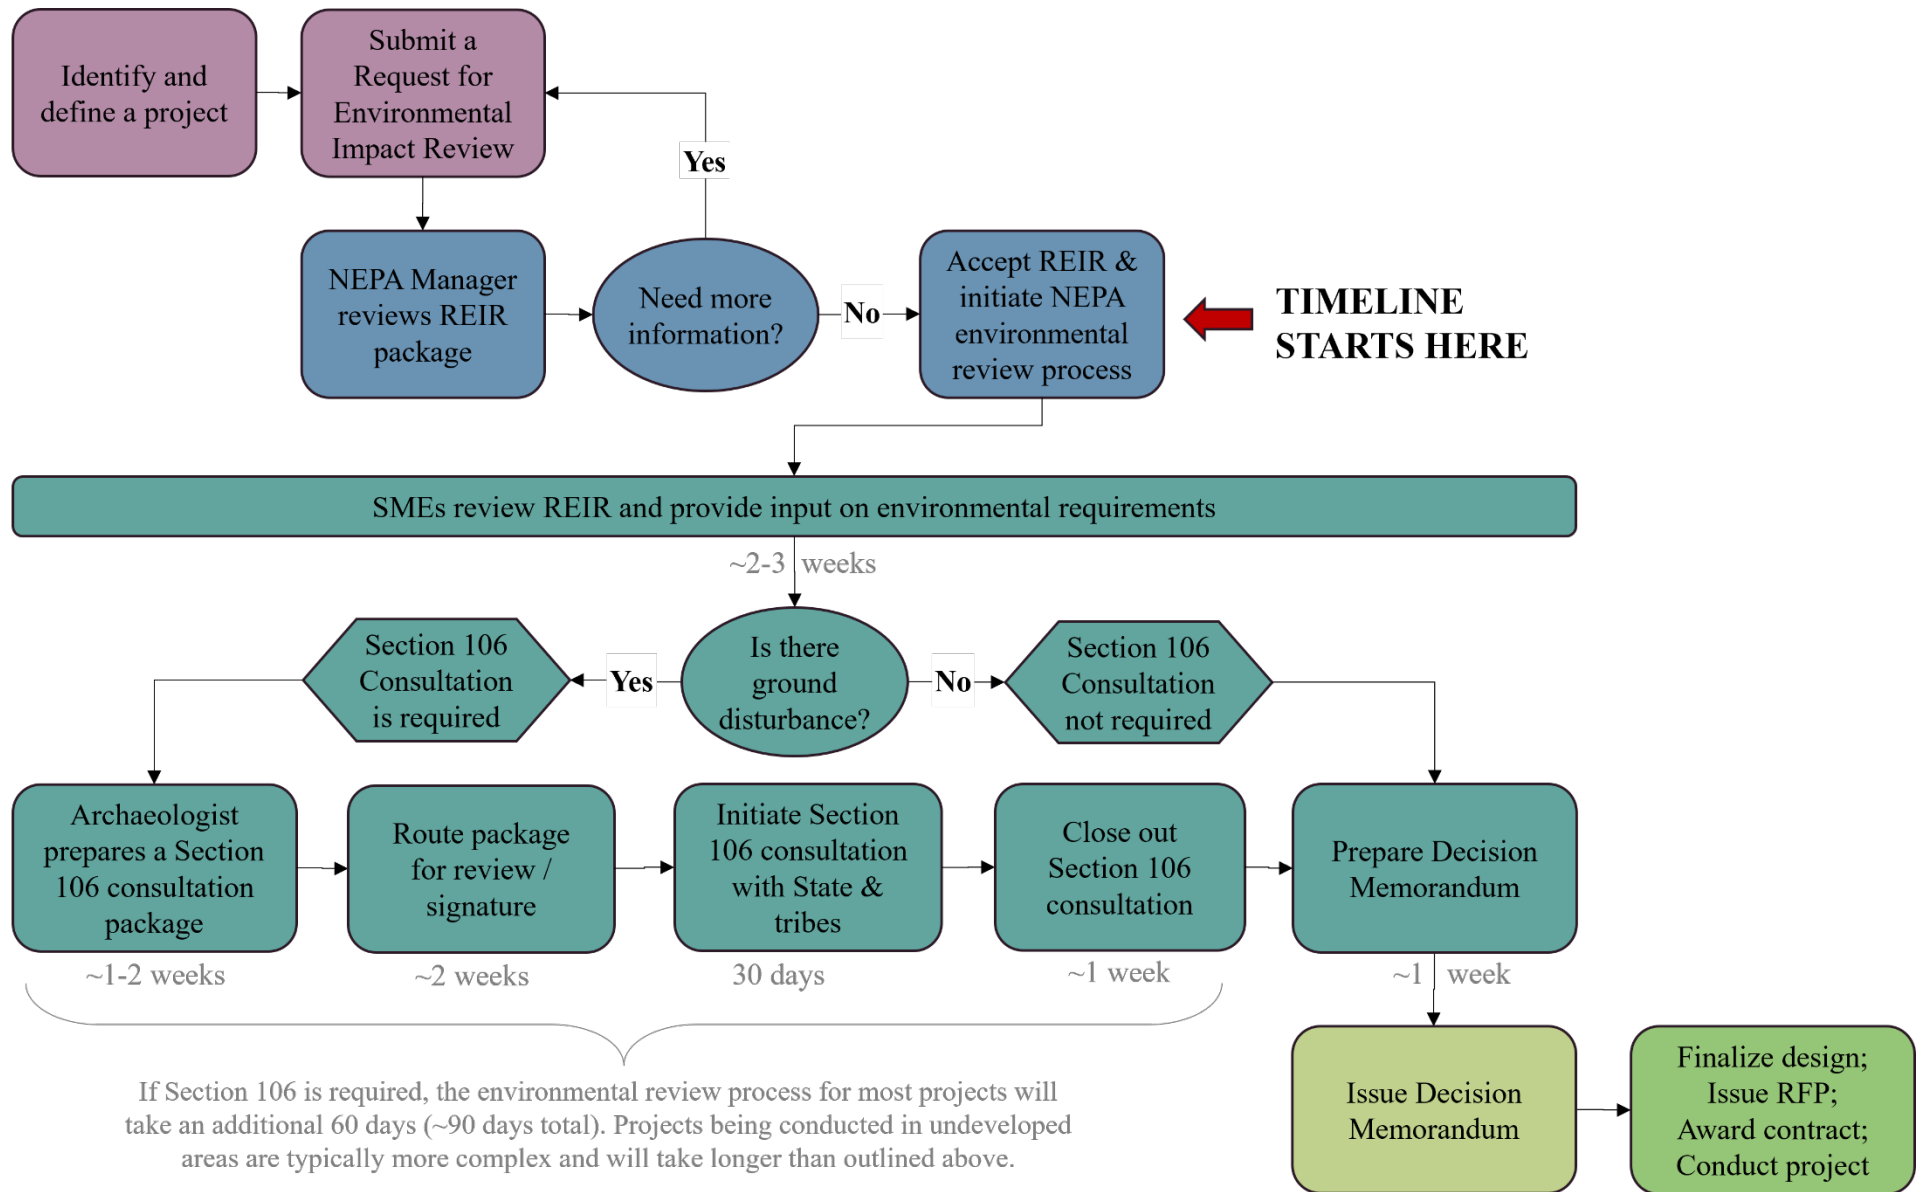 Identify and
define a project
Submit a
Request for
Environmental
Impact Review
Yes
NEPA Manager
reviews REIR
package
Need more
information?
No
Accept REIR &
initiate NEPA
environmental
review process
TIMELINE
STARTS HERE
SMEs review REIR and provide input on environmental requirements
~2-3 weeks
Section 106
Consultation
is required
Yes
Is there
ground
disturbance?
No
Section 106
Consultation
not required
Archaeologist
prepares a Section
106 consultation
package
Route package
for review /
signature
Initiate Section
106 consultation
with State &
tribes
Close out
Section 106
consultation
Prepare Decision
Memorandum
~1-2 weeks
~2 weeks
30 days
~1 week
~1 week
If Section 106 is required, the environmental review process for most projects will
take an additional 60 days (~90 days total). Projects being conducted in undeveloped
areas are typically more complex and will take longer than outlined above.
Issue Decision
Memorandum
Finalize design;
Issue RFP;
Award contract;
Conduct project